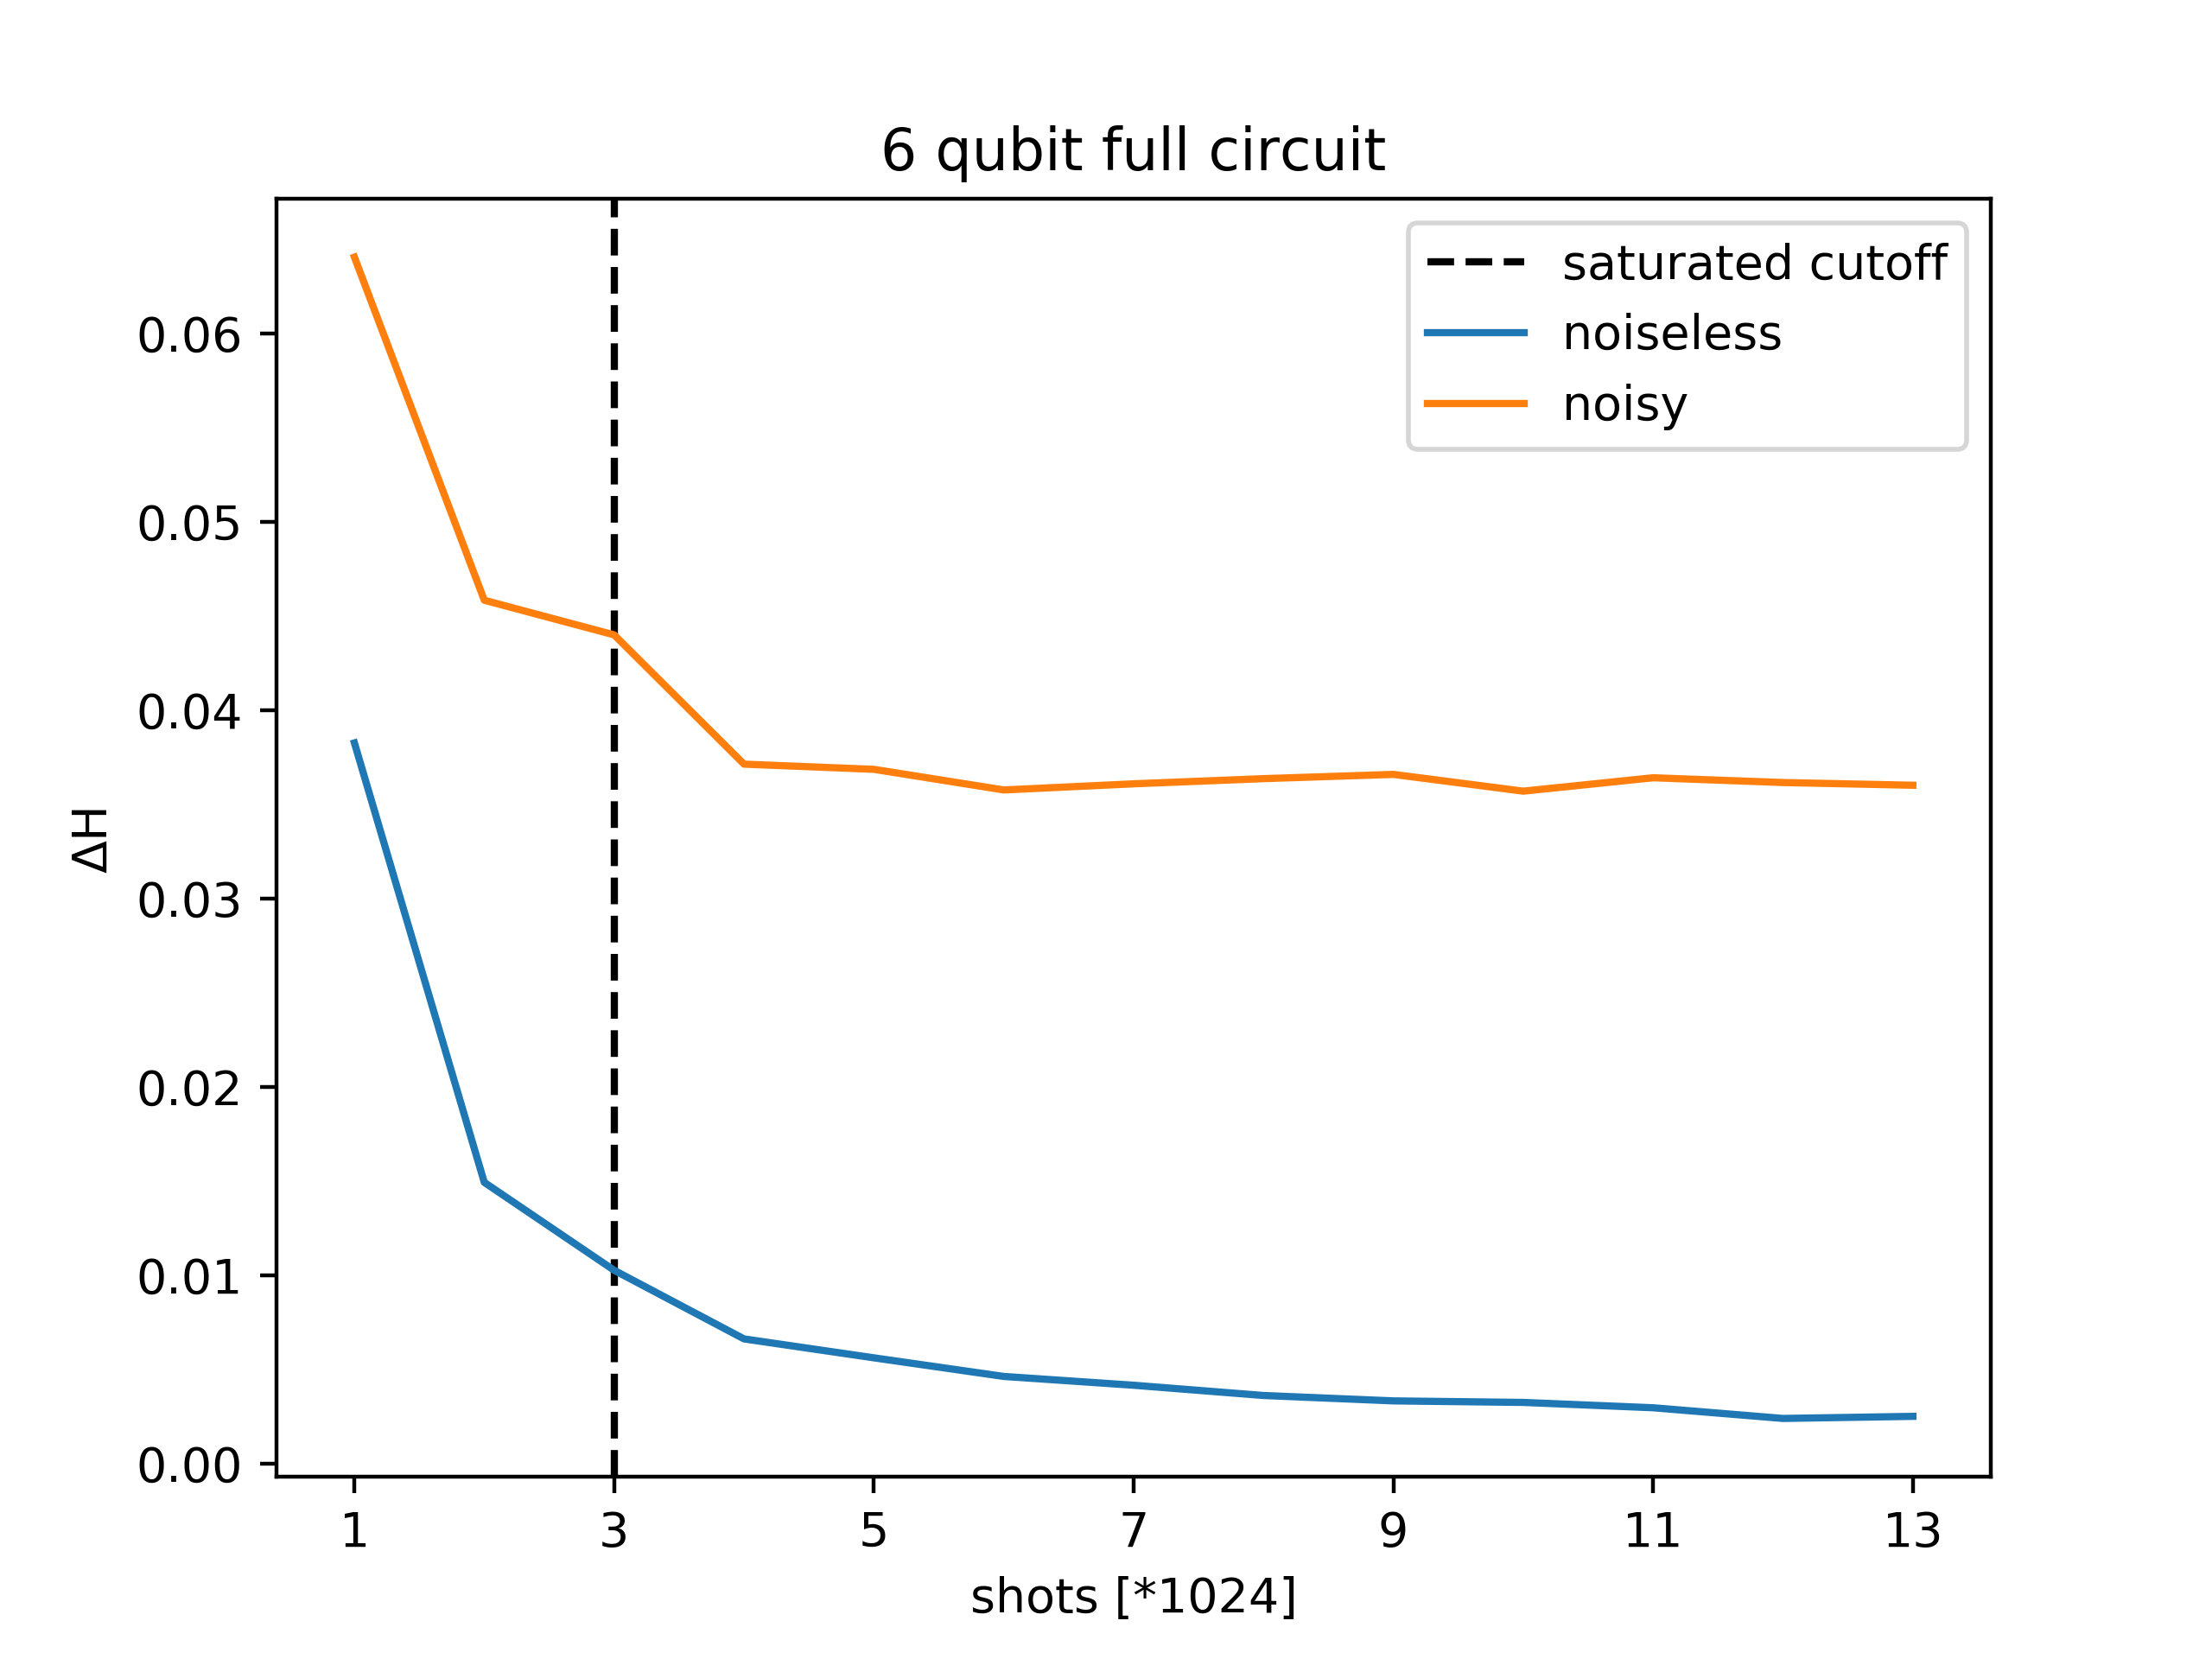 6 qubit full circuit
saturated cutoff
noiseless
noisy
0.06
0.05
0.04
0.03
0.02
0.01
0.00
ΔH
1 3 5 7 9 11 13
shots [*1024]